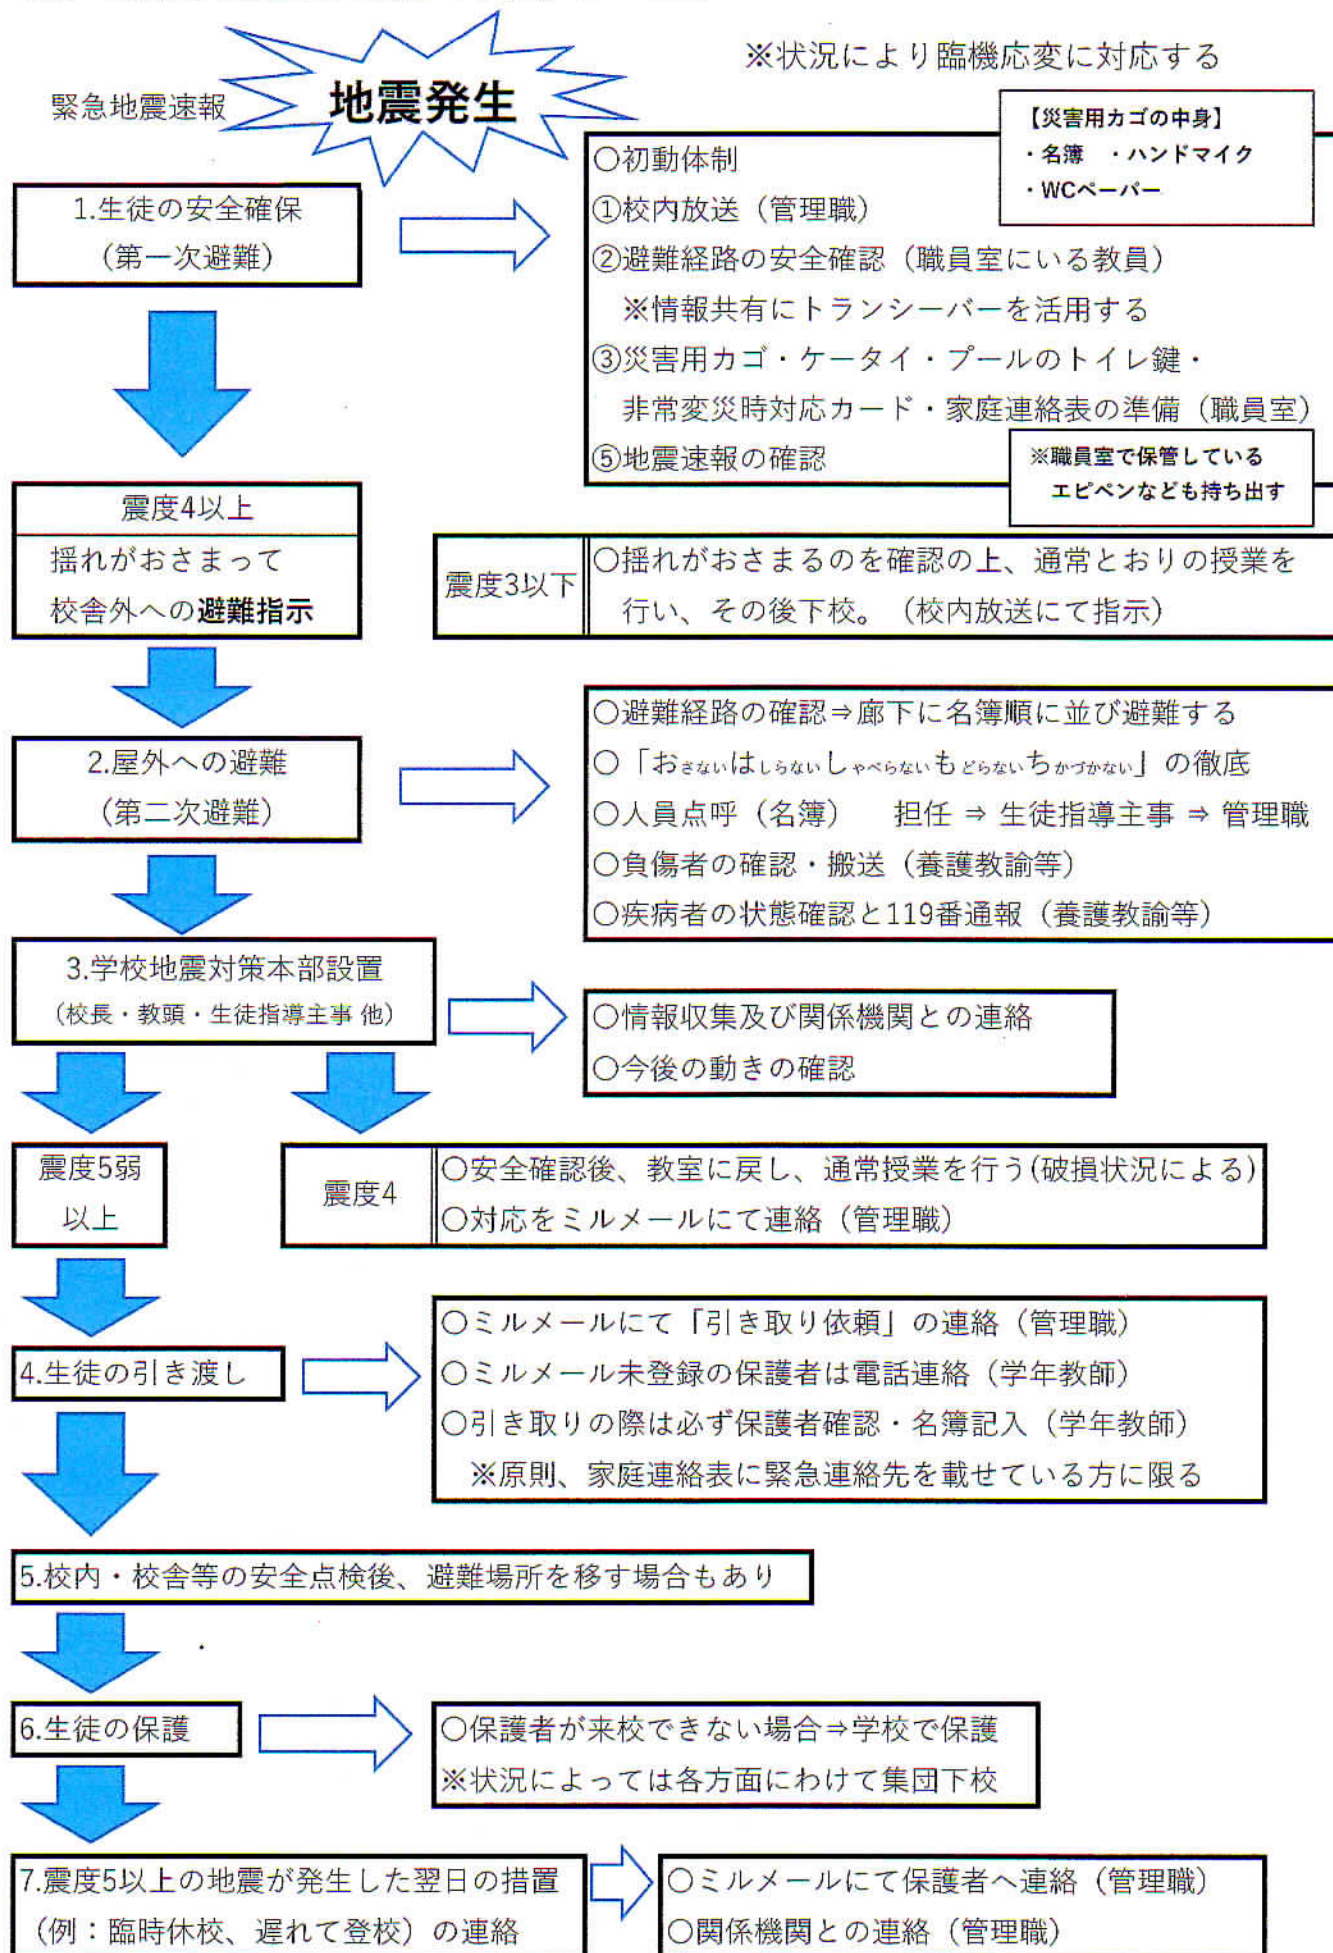 ※状況により臨機応変に対応する
緊急地震速報
地震発生
【災害用カゴの中身】
・名簿　・ハンドマイク
・WCペーパー
1.生徒の安全確保
(第一次避難)
〇初動体制
①校内放送（管理職）
②避難経路の安全確認（職員室にいる教員）
※情報共有にトランシーバーを活用する
③災害用カゴ・ケータイ・プールのトイレ鍵・
非常変災時対応カード・家庭連絡表の準備（職員室）
⑤地震速報の確認
※職員室で保管している
エピペンなども持ち出す
震度4以上
揺れがおさまって
校舎外への避難指示
震度3以下
〇揺れがおさまるのを確認の上、通常とおりの授業を
行い、その後下校。（校内放送にて指示）
2.屋外への避難
(第二次避難)
〇避難経路の確認⇒廊下に名簿順に並び避難する
〇「おさないはしらないしゃべらないもどらないちかづかない」の徹底
〇人員点呼（名簿）　担任 ⇒ 生徒指導主事 ⇒ 管理職
〇負傷者の確認・搬送（養護教諭等）
〇疾病者の状態確認と119番通報（養護教諭等）
3.学校地震対策本部設置
(校長・教頭・生徒指導主事 他)
〇情報収集及び関係機関との連絡
〇今後の動きの確認
震度5弱
以上
震度4
〇安全確認後、教室に戻し、通常授業を行う(破損状況による)
〇対応をミルメールにて連絡（管理職）
4.生徒の引き渡し
〇ミルメールにて「引き取り依頼」の連絡（管理職）
〇ミルメール未登録の保護者は電話連絡（学年教師）
〇引き取りの際は必ず保護者確認・名簿記入（学年教師）
※原則、家庭連絡表に緊急連絡先を載せている方に限る
5.校内・校舎等の安全点検後、避難場所を移す場合もあり
6.生徒の保護
〇保護者が来校できない場合⇒学校で保護
※状況によっては各方面にわけて集団下校
7.震度5以上の地震が発生した翌日の措置
（例：臨時休校、遅れて登校）の連絡
〇ミルメールにて保護者へ連絡（管理職）
〇関係機関との連絡（管理職）